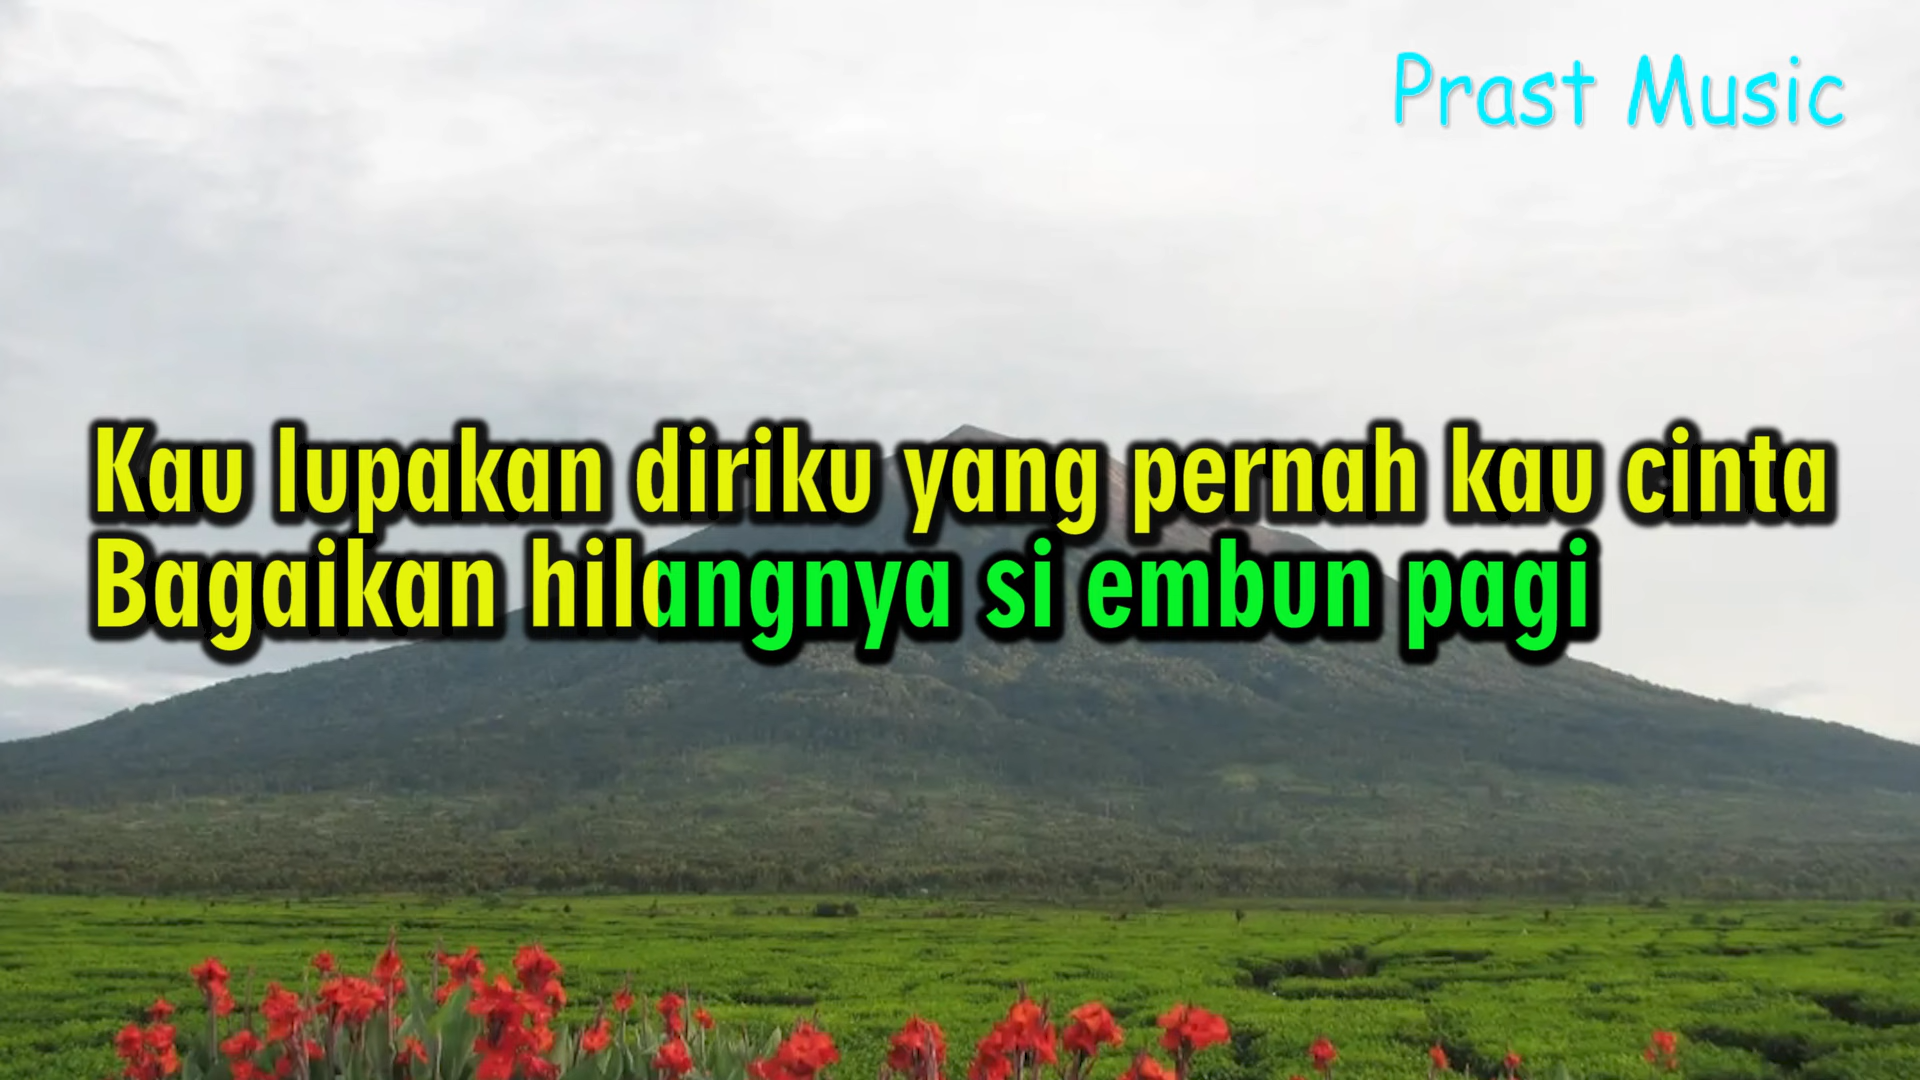 Prast Music
Kau lupakan diriku yang pernah kau cinta
Bagaikan hilangnya si embun pagi